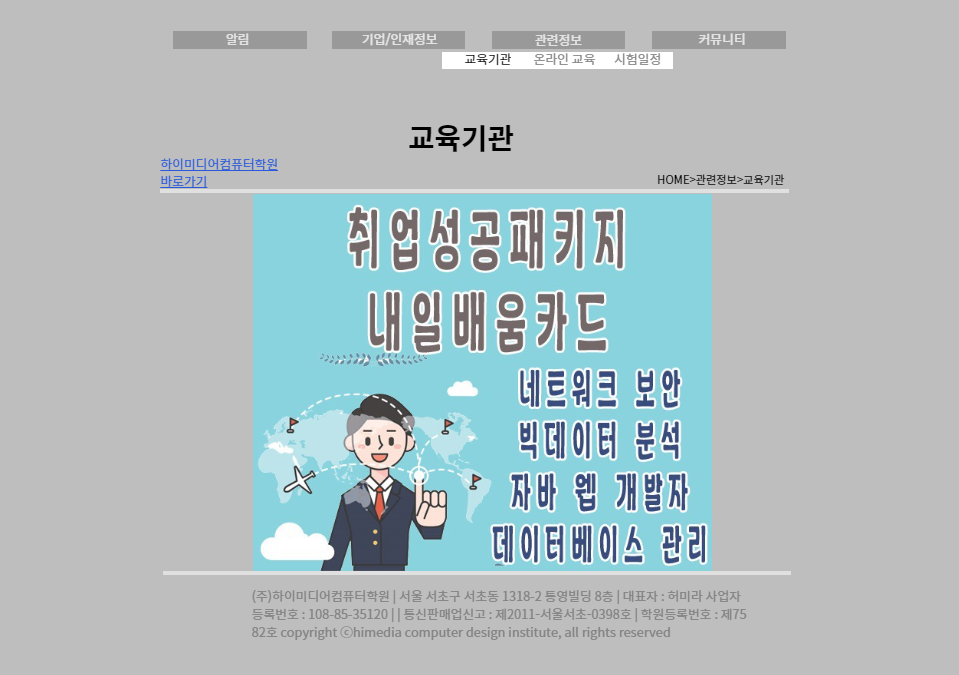 알림 기업/인재정보 관련정보 커뮤니티
교육기관 온라인 교육 시험일정
교육기관
하이미디어컴퓨터학원
바로가기
HOME>관련정보>교육기관
취업성공패키지
내일배움카드
네트워크 보안
빅데이터 분석
자바 웹 개발자
데이터베이스 관리
(주)하이미디어컴퓨터학원 | 서울 서초구 서초동 1318-2 통영빌딩 8층 | 대표자 : 허미라 사업자
등록번호 : 108-85-35120 | | 통신판매업신고 : 제2011-서울서초-0398호 | 학원등록번호 : 제75
82호 copyright ⓒhimedia computer design institute, all rights reserved